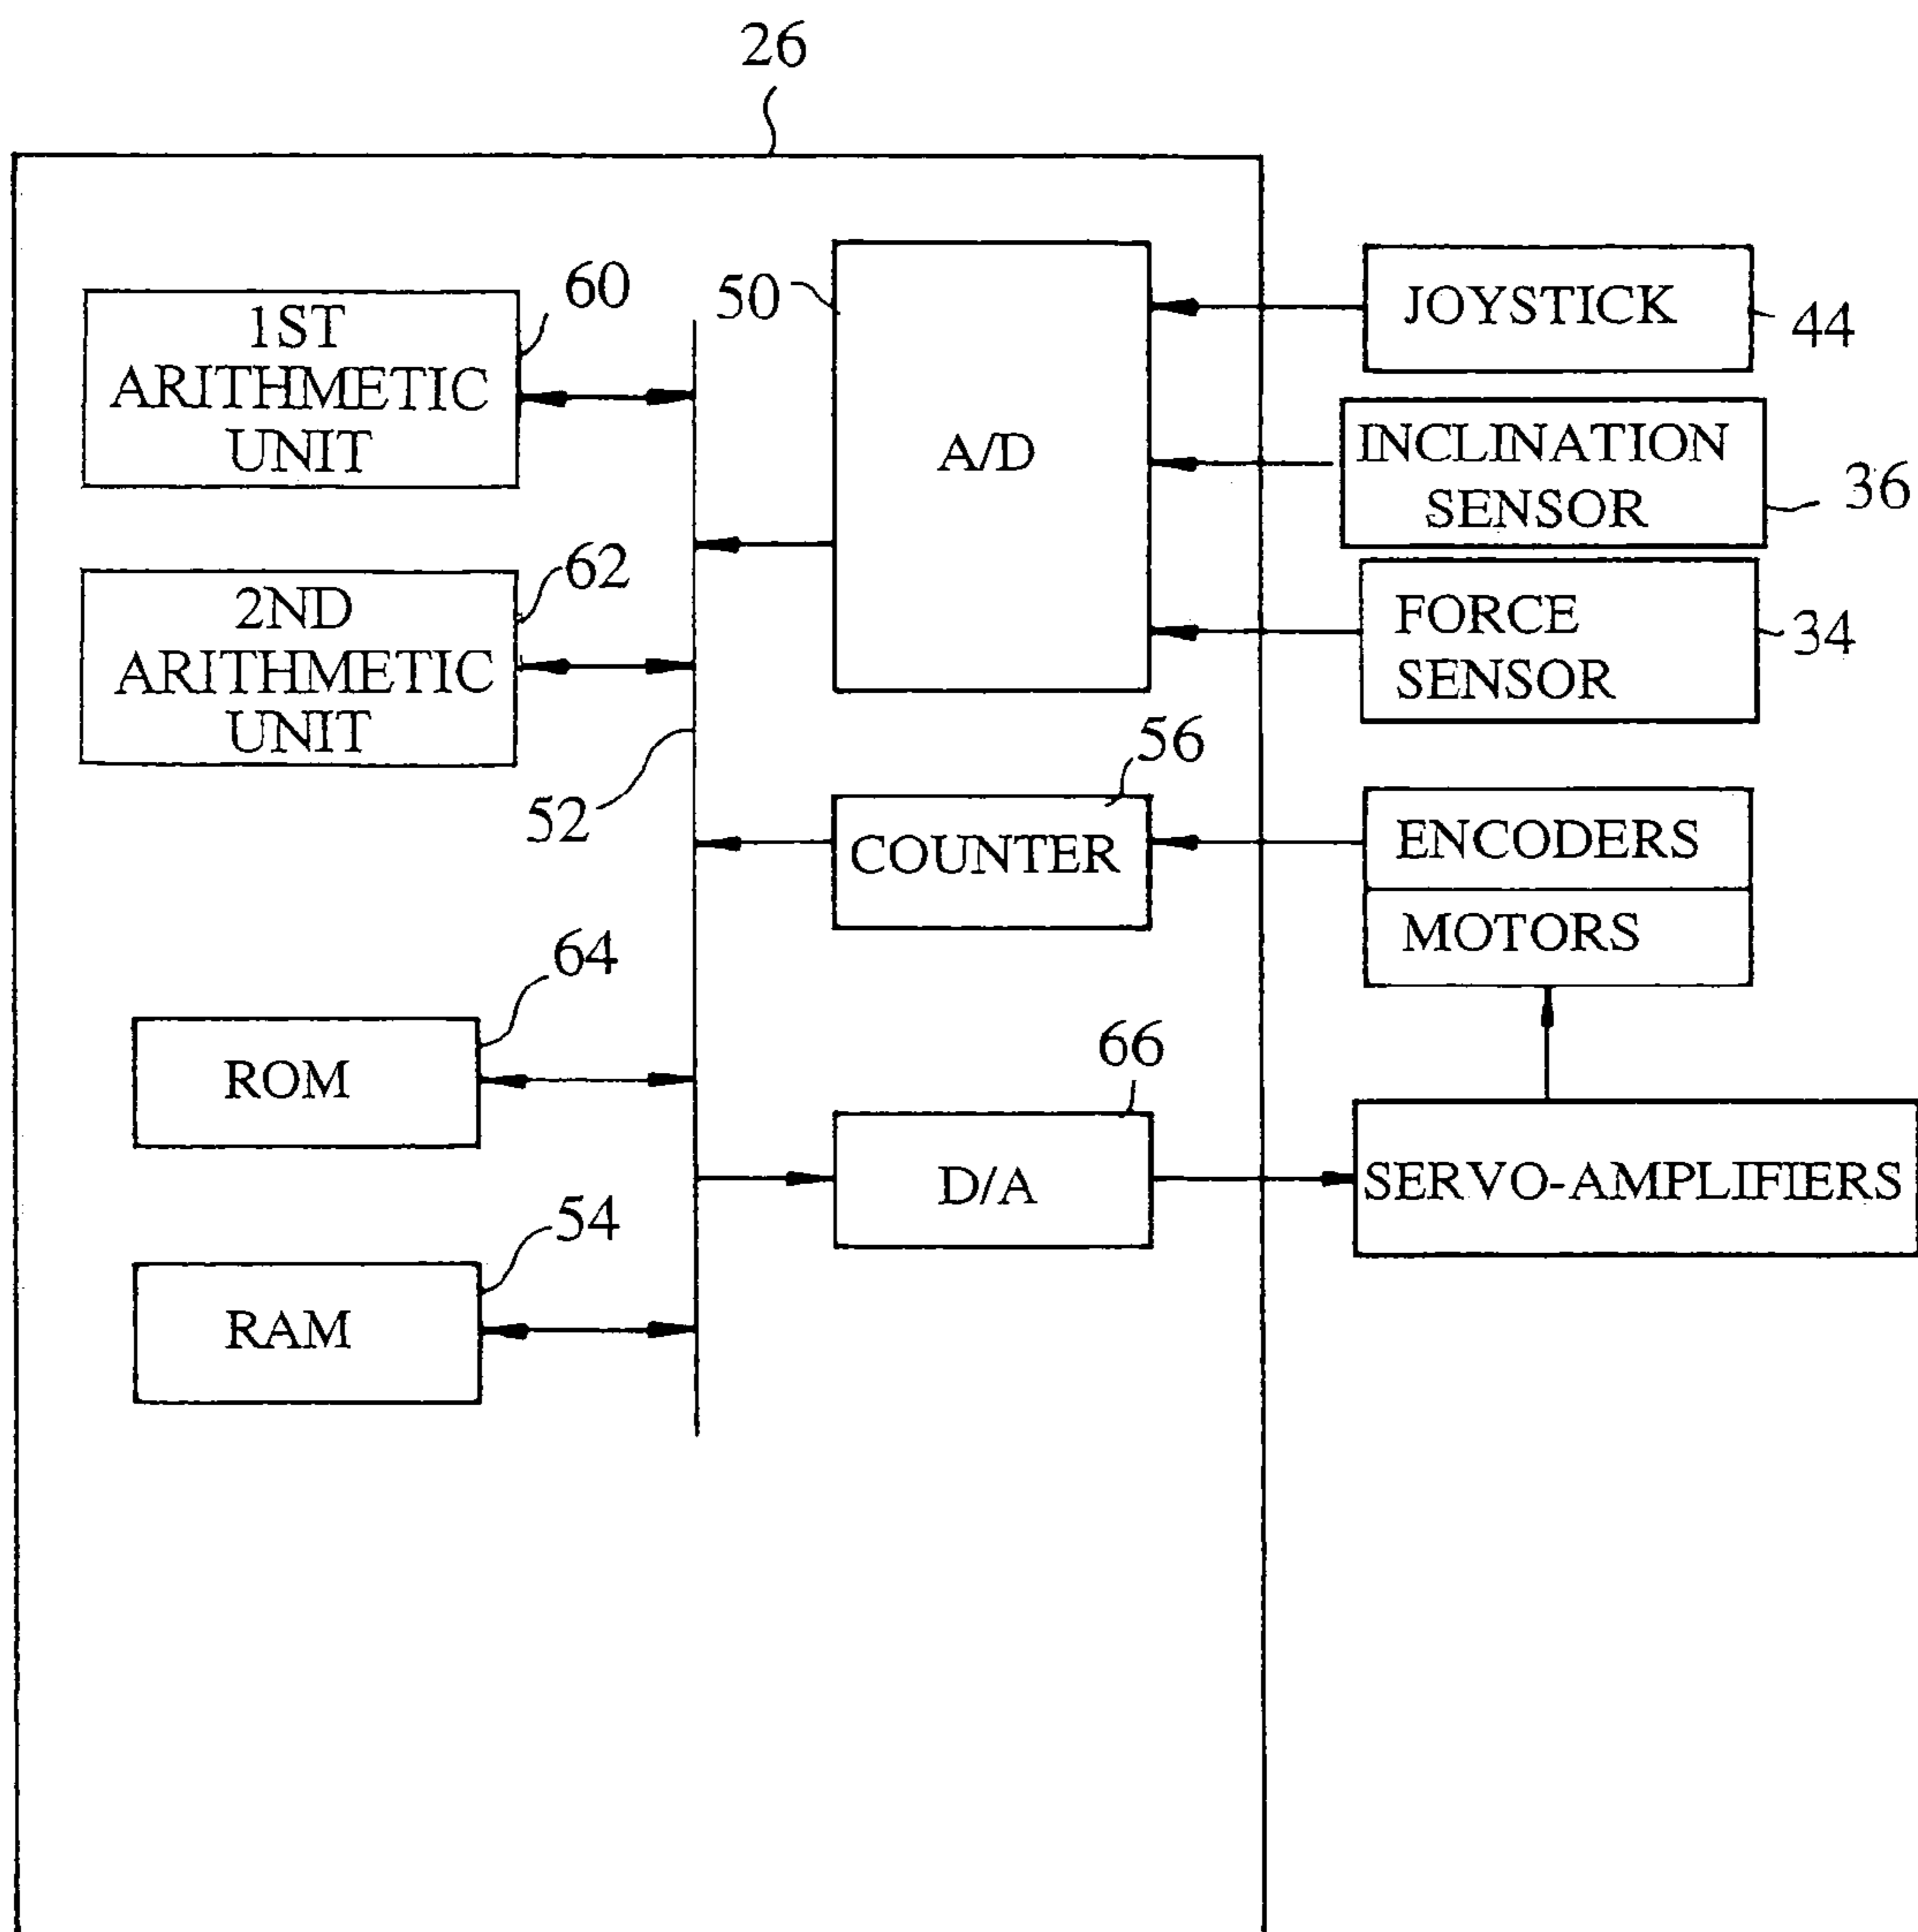 26
1ST
ARITHMETIC
UNIT
60
50
A/D
JOYSTICK
44
INCLINATION
SENSOR
36
2ND
ARITHMETIC
UNIT
62
FORCE
SENSOR
34
52
56
COUNTER
ENCODERS
MOTORS
64
ROM
66
D/A
SERVO-AMPLIFIERS
54
RAM